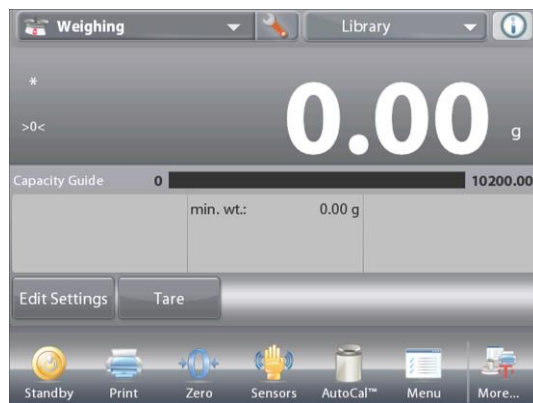 Weighing
Library
*
>0<
0.00 g
Capacity Guide 0 10200.00
min. wt.: 0.00 g
Edit Settings Tare
Standby Print Zero Sensors AutoCal™ Menu More...